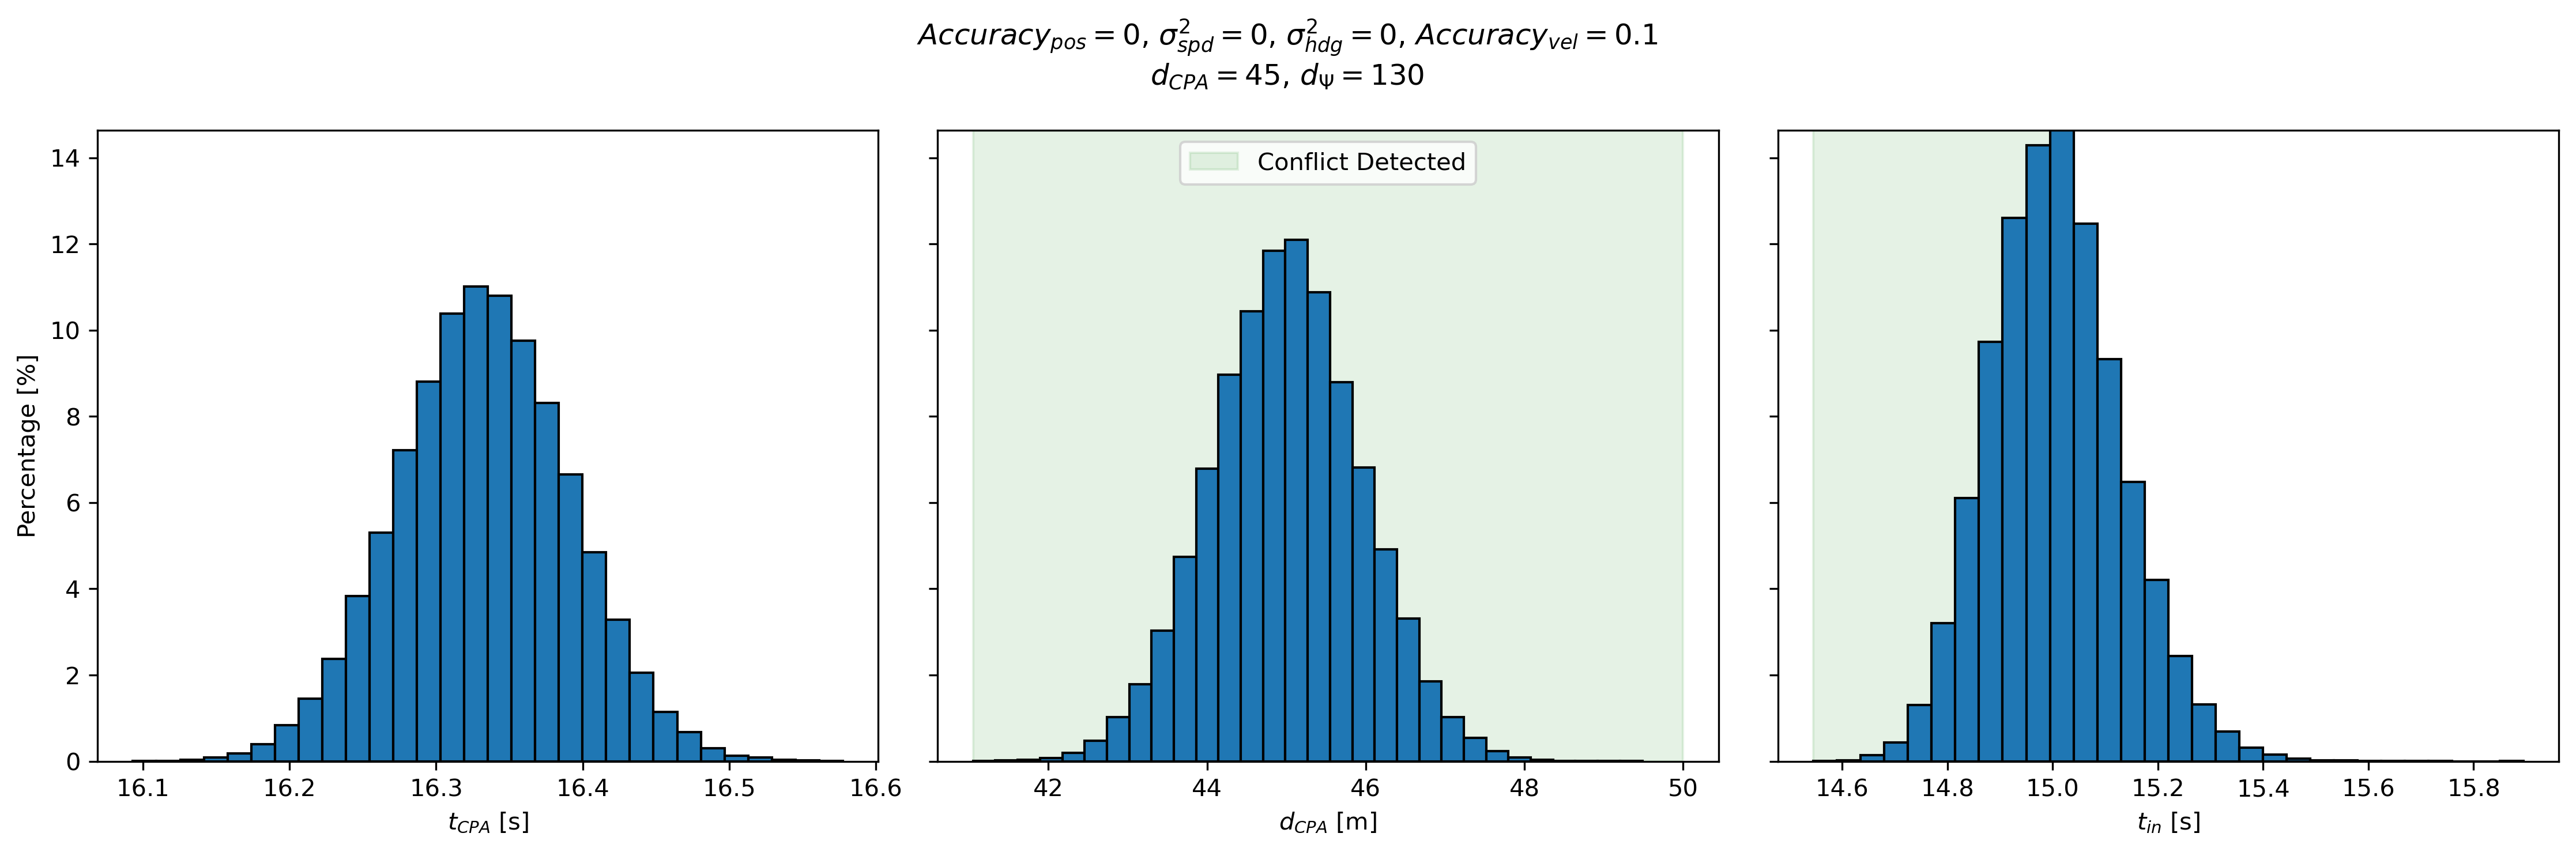 Accuracy_pos = 0, σ²_spd = 0, σ²_hdg = 0, Accuracy_vel = 0.1
d_CPA = 45, d_Ψ = 130
Percentage [%]
14
12
10
8
6
4
2
0
16.1 16.2 16.3 16.4 16.5 16.6
t_CPA [s]
Conflict Detected
42 44 46 48 50
d_CPA [m]
14.6 14.8 15.0 15.2 15.4 15.6 15.8
t_in [s]